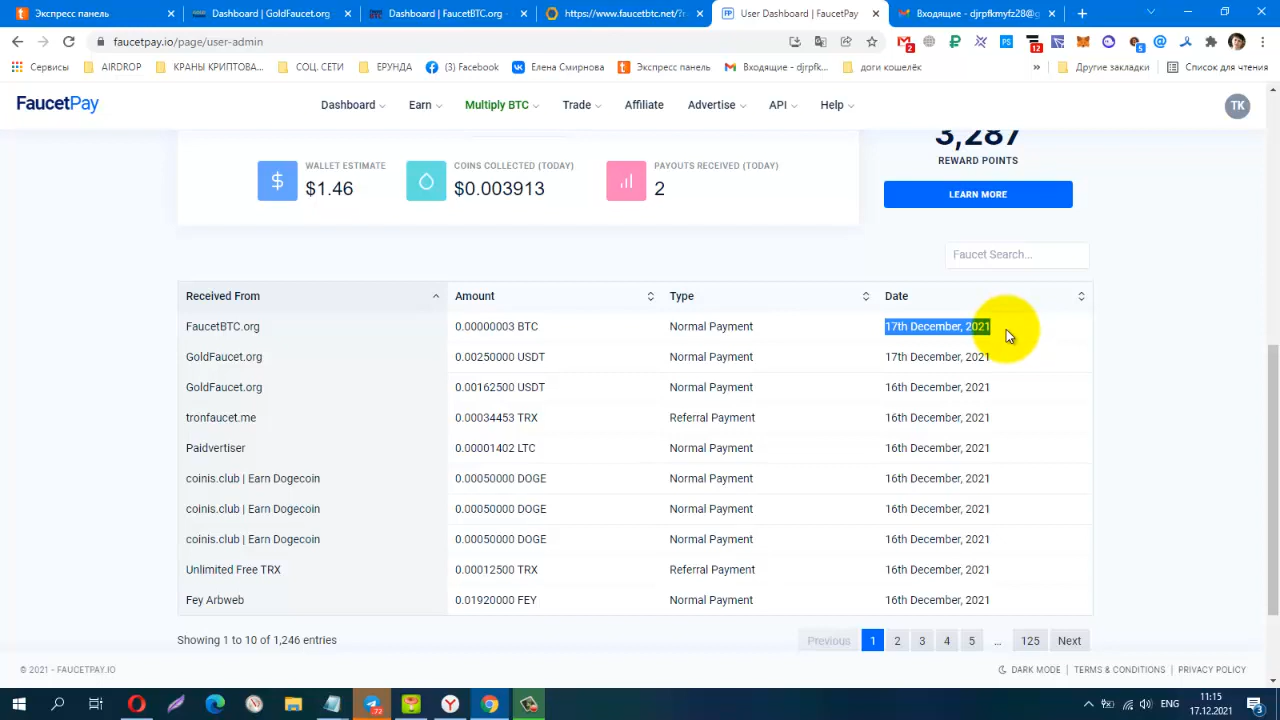 Экспресс панель
Dashboard | GoldFaucet.org
Dashboard | FaucetBTC.org
https://www.faucetbtc.net/?r
User Dashboard | FaucetPay
Входящие - djrpfkmyfz28@g
faucetpay.io/page/user-admin
Сервисы
AIRDROP
КРАНЫ КРИПТОВА...
СОЦ. СЕТИ
ЕРУНДА
(3) Facebook
Елена Смирнова
Экспресс панель
Входящие - djrpfk...
доги кошелёк
»
Другие закладки
Список для чтения
FaucetPay
Dashboard
Earn
Multiply BTC
Trade
Affiliate
Advertise
API
Help
TK
WALLET ESTIMATE
$1.46
COINS COLLECTED (TODAY)
$0.003913
PAYOUTS RECEIVED (TODAY)
2
3,287
REWARD POINTS
LEARN MORE
Faucet Search...
Received From Amount Type Date
FaucetBTC.org 0.00000003 BTC Normal Payment 17th December, 2021
GoldFaucet.org 0.00250000 USDT Normal Payment 17th December, 2021
GoldFaucet.org 0.00162500 USDT Normal Payment 16th December, 2021
tronfaucet.me 0.00034453 TRX Referral Payment 16th December, 2021
Paidvertiser 0.00001402 LTC Normal Payment 16th December, 2021
coinis.club | Earn Dogecoin 0.00050000 DOGE Normal Payment 16th December, 2021
coinis.club | Earn Dogecoin 0.00050000 DOGE Normal Payment 16th December, 2021
coinis.club | Earn Dogecoin 0.00050000 DOGE Normal Payment 16th December, 2021
Unlimited Free TRX 0.00012500 TRX Referral Payment 16th December, 2021
Fey Arbweb 0.01920000 FEY Normal Payment 16th December, 2021
Showing 1 to 10 of 1,246 entries
Previous 1 2 3 4 5 ... 125 Next
© 2021 - FAUCETPAY.IO
DARK MODE | TERMS & CONDITIONS | PRIVACY POLICY
ENG
11:15
17.12.2021